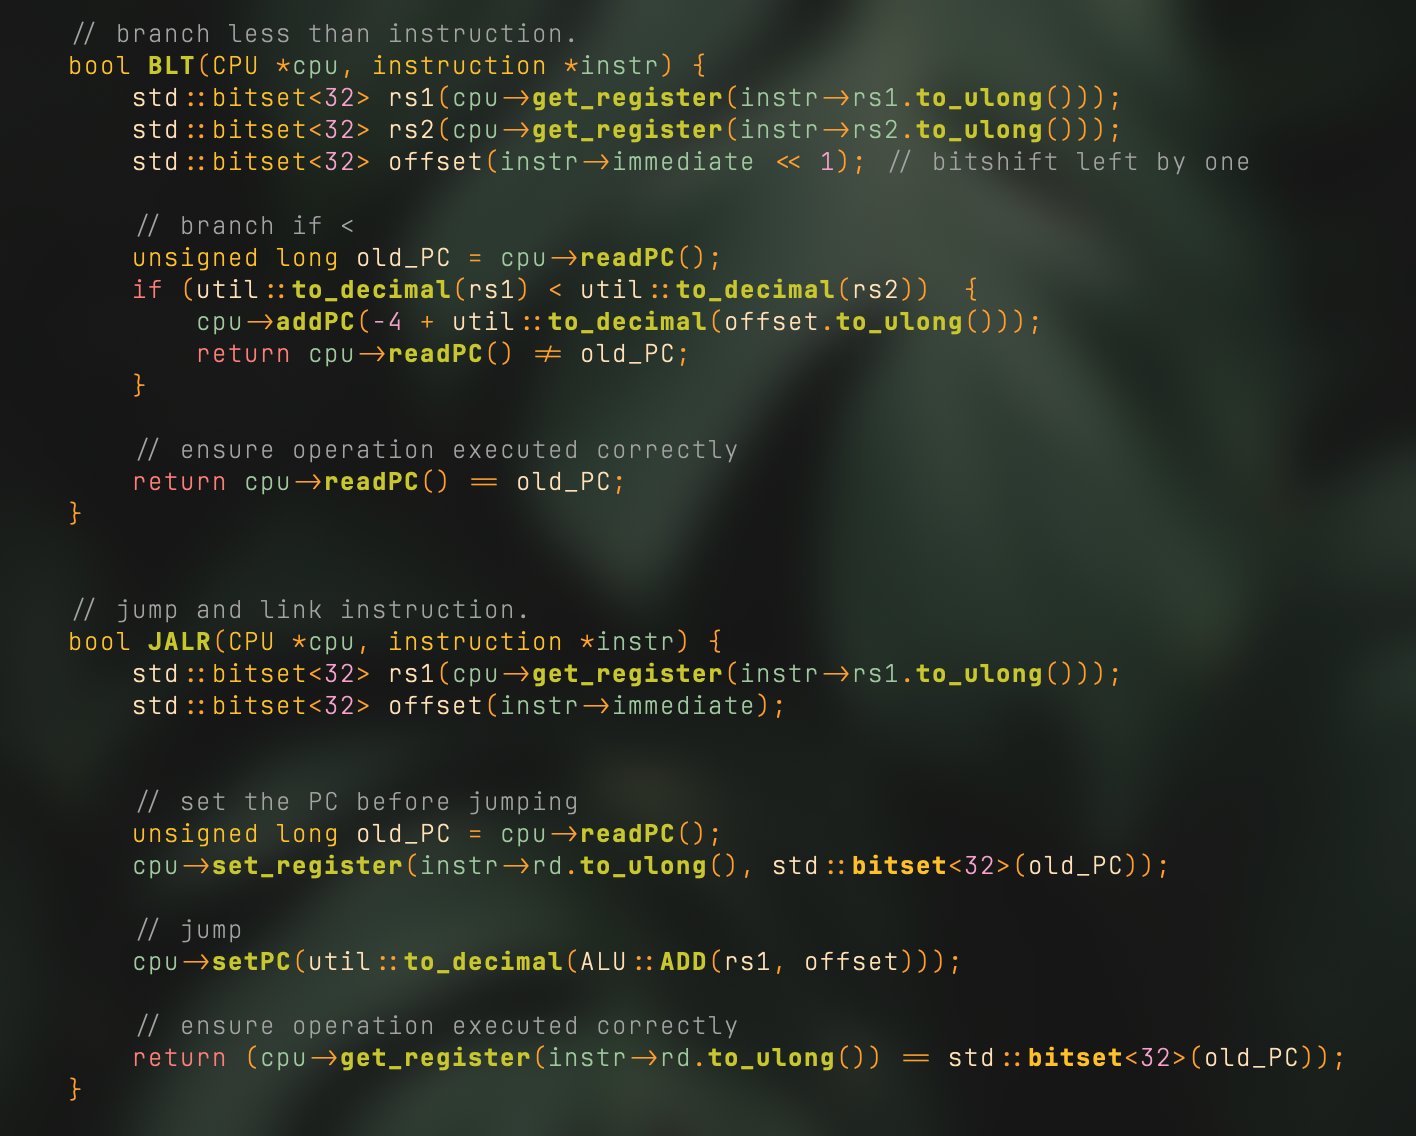 // branch less than instruction.
bool BLT(CPU *cpu, instruction *instr) {
    std::bitset<32> rs1(cpu->get_register(instr->rs1.to_ulong()));
    std::bitset<32> rs2(cpu->get_register(instr->rs2.to_ulong()));
    std::bitset<32> offset(instr->immediate << 1); // bitshift left by one

    // branch if <
    unsigned long old_PC = cpu->readPC();
    if (util::to_decimal(rs1) < util::to_decimal(rs2))  {
        cpu->addPC(-4 + util::to_decimal(offset.to_ulong()));
        return cpu->readPC() != old_PC;
    }

    // ensure operation executed correctly
    return cpu->readPC() == old_PC;
}


// jump and link instruction.
bool JALR(CPU *cpu, instruction *instr) {
    std::bitset<32> rs1(cpu->get_register(instr->rs1.to_ulong()));
    std::bitset<32> offset(instr->immediate);


    // set the PC before jumping
    unsigned long old_PC = cpu->readPC();
    cpu->set_register(instr->rd.to_ulong(), std::bitset<32>(old_PC));

    // jump
    cpu->setPC(util::to_decimal(ALU::ADD(rs1, offset)));

    // ensure operation executed correctly
    return (cpu->get_register(instr->rd.to_ulong()) == std::bitset<32>(old_PC));
}